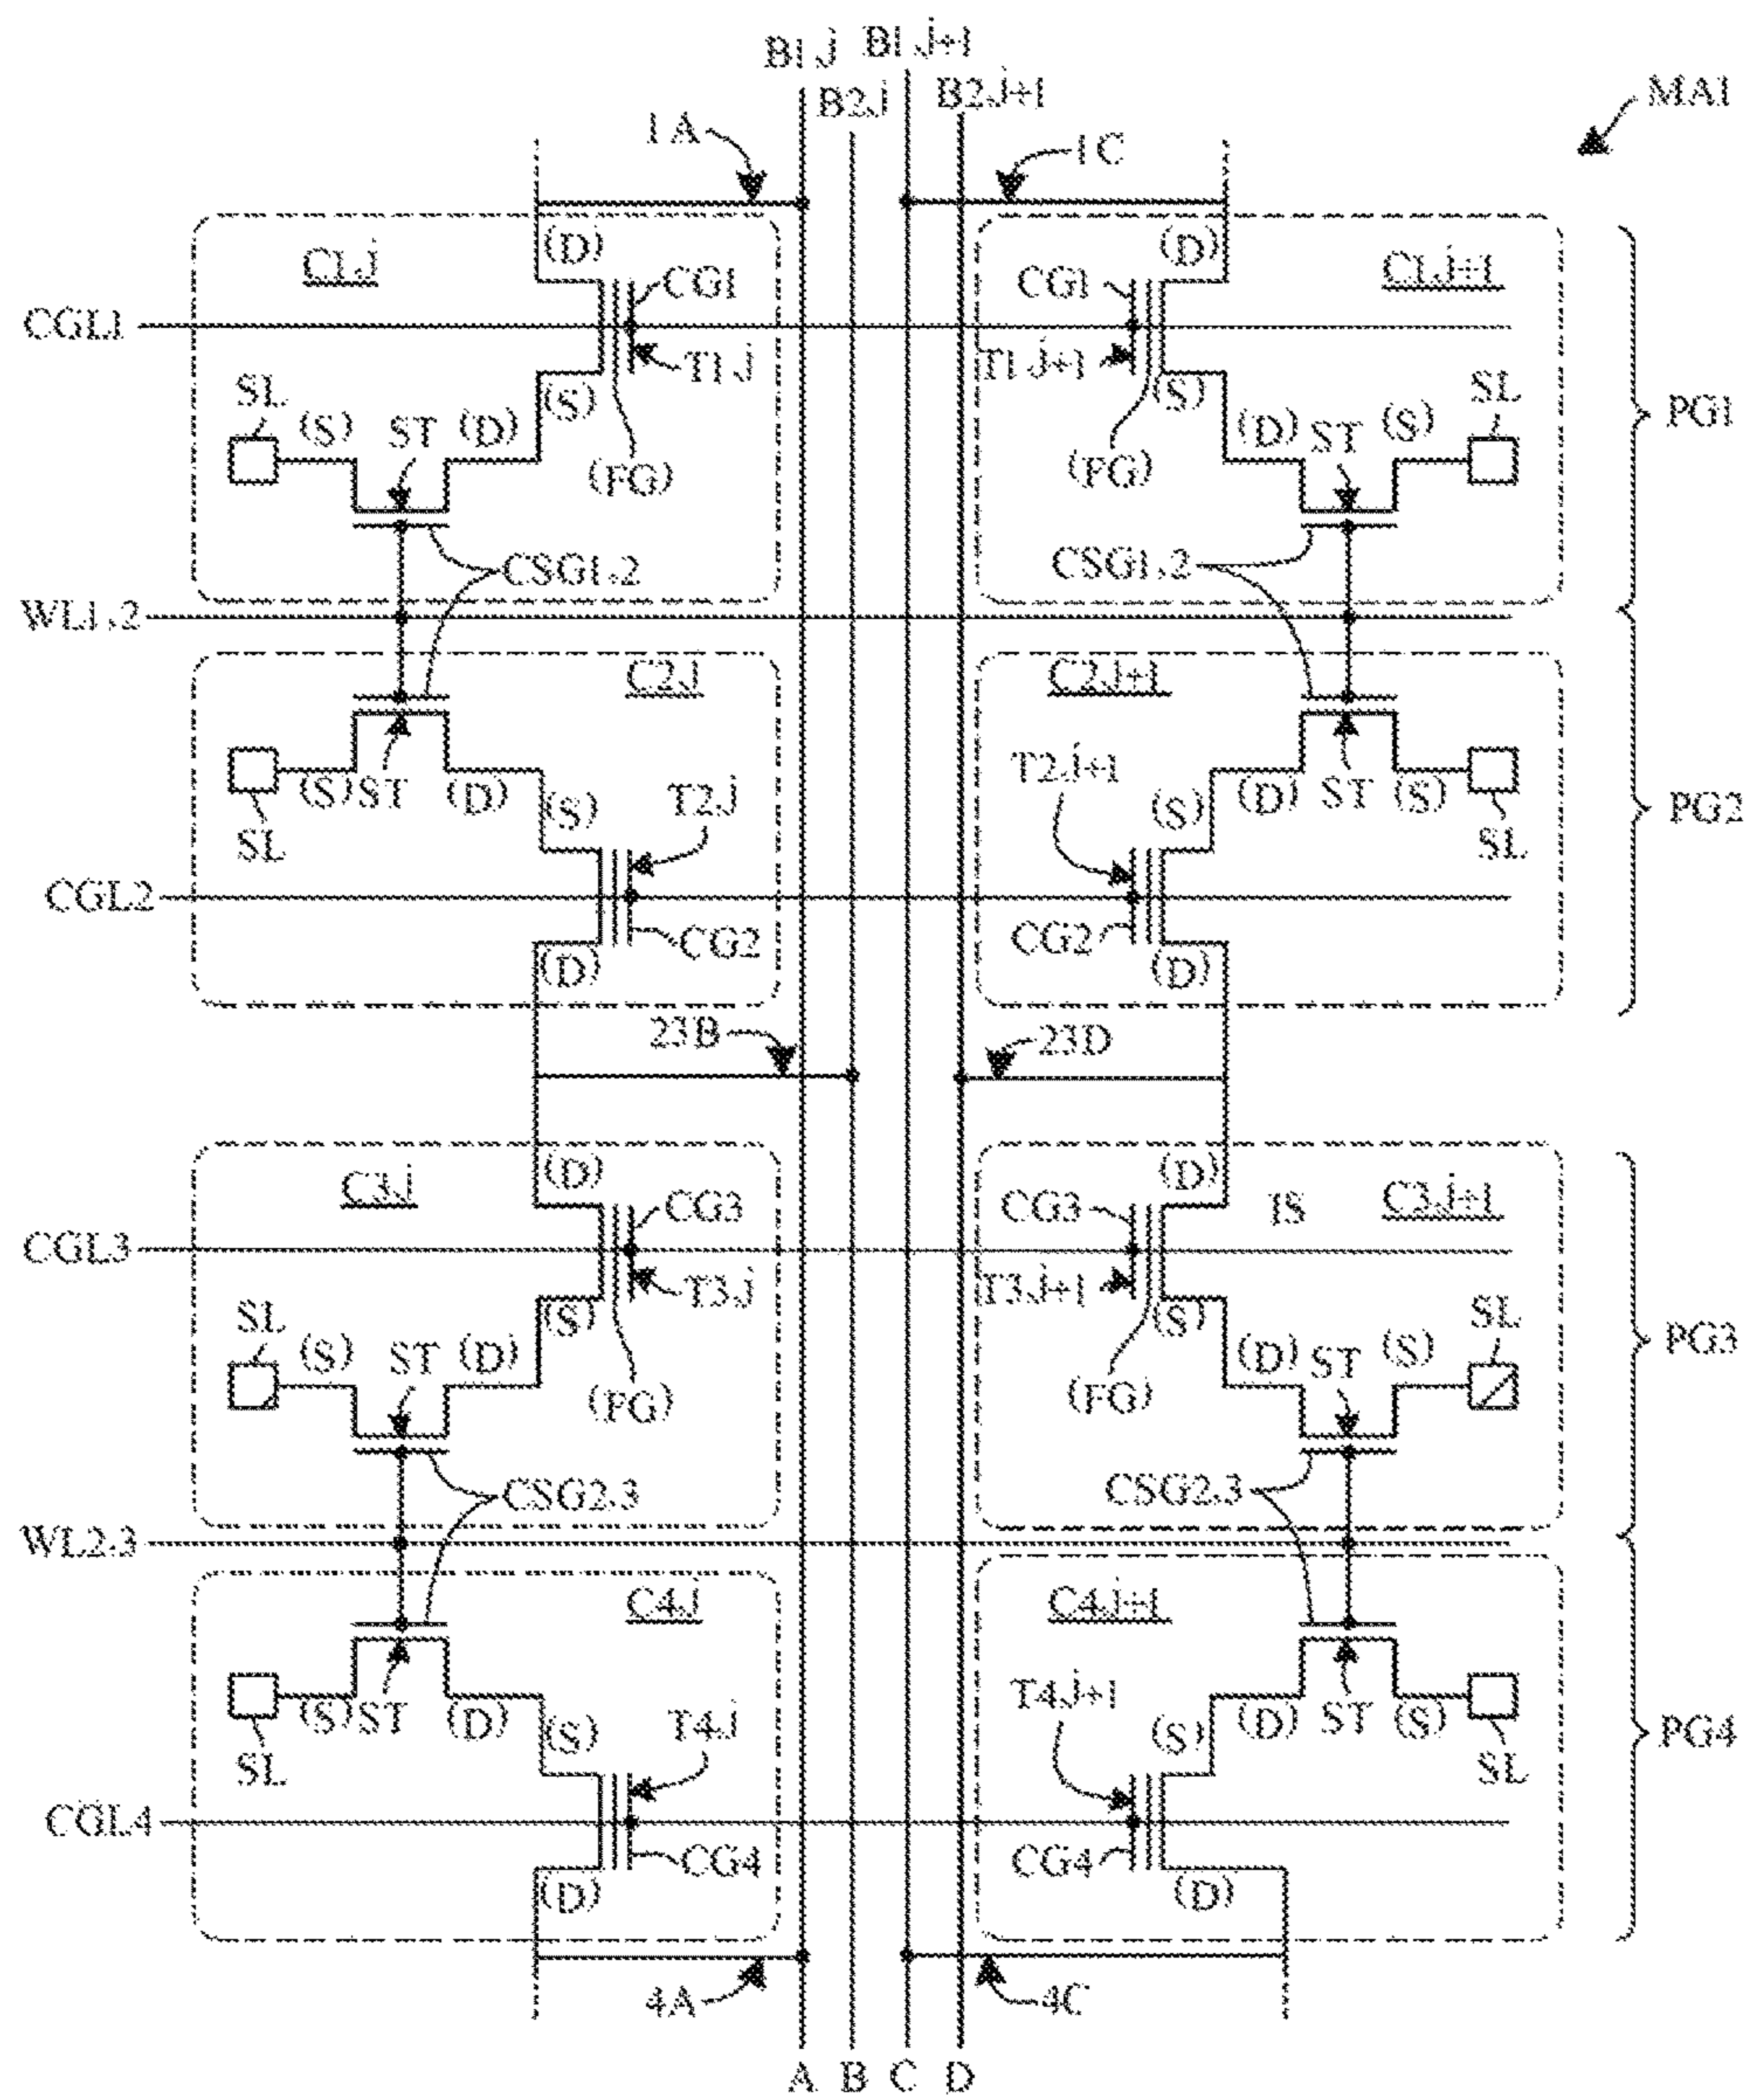 B1,j B1,j+1
B2,j B2,j+1
MA1
1A 1C
(D) (D)
C1,j CG1 CG1 C1,j+1
CGL1
T1,j T1,j+1
SL (S) (S) SL
(S) ST (D) (D) ST (S)
PG1
(FG) (FG)
CSG1,2 CSG1,2
WL1,2
C2,j C2,j+1
T2,j T2,j+1
(S) ST (D) (S) (S) (D) ST (S)
PG2
SL SL
CGL2
CG2 CG2
(D) (D)
23B 23D
(D) (D)
C3,j CG3 CG3 IS C3,j+1
CGL3
T3,j T3,j+1
SL (S) (S) SL
(S) ST (D) (D) ST (S)
PG3
(FG) (FG)
CSG2,3 CSG2,3
WL2,3
C4,j C4,j+1
T4,j T4,j+1
(S) ST (D) (S) (S) (D) ST (S)
PG4
SL SL
CGL4
CG4 CG4
(D) (D)
4A 4C
A B C D